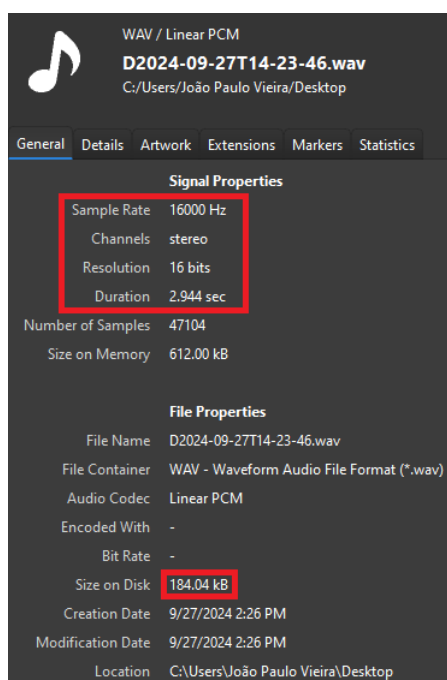 WAV / Linear PCM
D2024-09-27T14-23-46.wav
C:/Users/João Paulo Vieira/Desktop
General Details Artwork Extensions Markers Statistics
Signal Properties
Sample Rate 16000 Hz
Channels stereo
Resolution 16 bits
Duration 2.944 sec
Number of Samples 47104
Size on Memory 612.00 kB
File Properties
File Name D2024-09-27T14-23-46.wav
File Container WAV - Waveform Audio File Format (*.wav)
Audio Codec Linear PCM
Encoded With -
Bit Rate -
Size on Disk 184.04 kB
Creation Date 9/27/2024 2:26 PM
Modification Date 9/27/2024 2:26 PM
Location C:\Users\João Paulo Vieira\Desktop